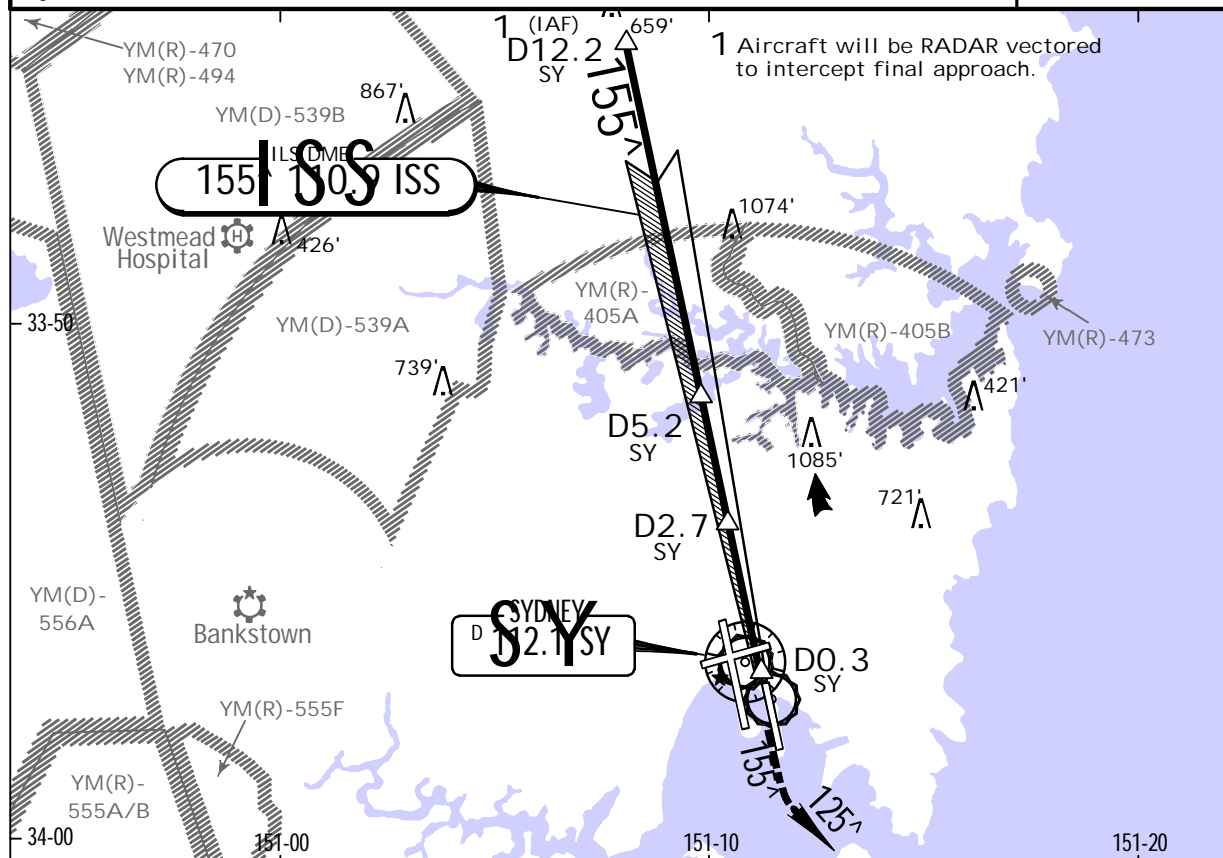 1 (IAF)
D12.2
SY
659'
1 Aircraft will be RADAR vectored
to intercept final approach.
YM(R)-470
YM(R)-494
867'
YM(D)-539B
155^
ILS DME
155^ 110.9 ISS
ISS
Westmead
Hospital
H
426'
1074'
YM(R)-
405A
YM(D)-539A
YM(R)-405B
YM(R)-473
33-50
739'
421'
D5.2
SY
1085'
721'
D2.7
SY
YM(D)-
556A
Bankstown
SYDNEY
D 112.1 SY
SY
D0.3
SY
YM(R)-555F
YM(R)-
555A/B
155^
125^
34-00
151-00
151-10
151-20